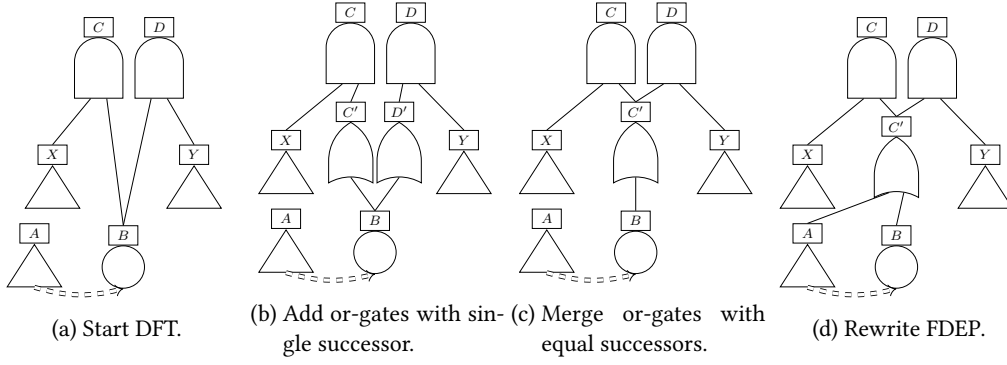 C D
X Y
A B
(a) Start DFT.
C D
C′ D′
X Y
A B
(b) Add or-gates with sin-
gle successor.
C D
C′
X Y
A B
(c) Merge or-gates with
equal successors.
C D
C′
X Y
A B
(d) Rewrite FDEP.